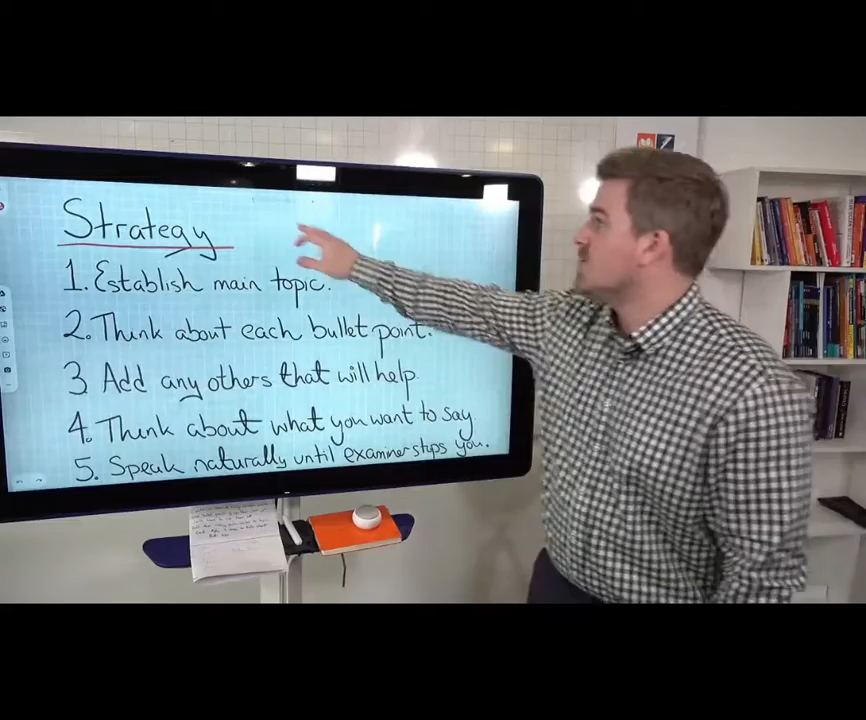 Strategy
1. Establish main topic.
2. Think about each bullet point.
3 Add any others that will help.
4. Think about what you want to say.
5. Speak naturally until examiner stops you.